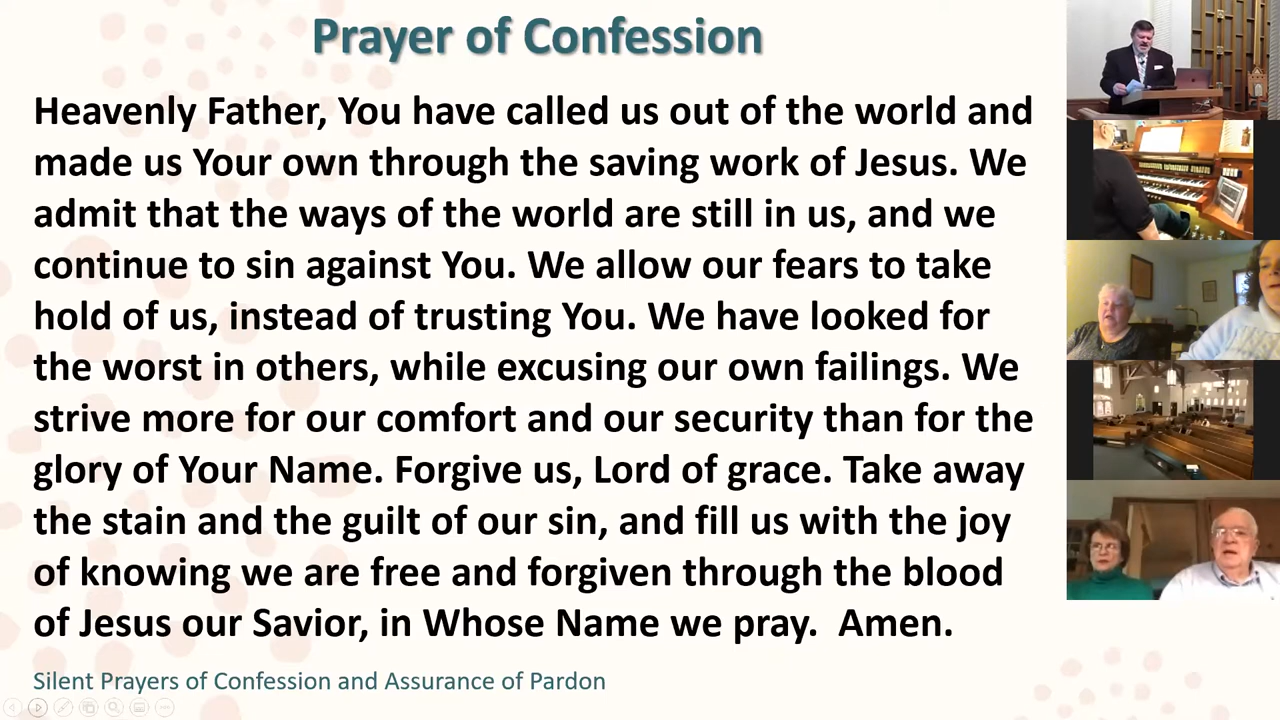 Prayer of Confession
Heavenly Father, You have called us out of the world and
made us Your own through the saving work of Jesus. We
admit that the ways of the world are still in us, and we
continue to sin against You. We allow our fears to take
hold of us, instead of trusting You. We have looked for
the worst in others, while excusing our own failings. We
strive more for our comfort and our security than for the
glory of Your Name. Forgive us, Lord of grace. Take away
the stain and the guilt of our sin, and fill us with the joy
of knowing we are free and forgiven through the blood
of Jesus our Savior, in Whose Name we pray.  Amen.
Silent Prayers of Confession and Assurance of Pardon